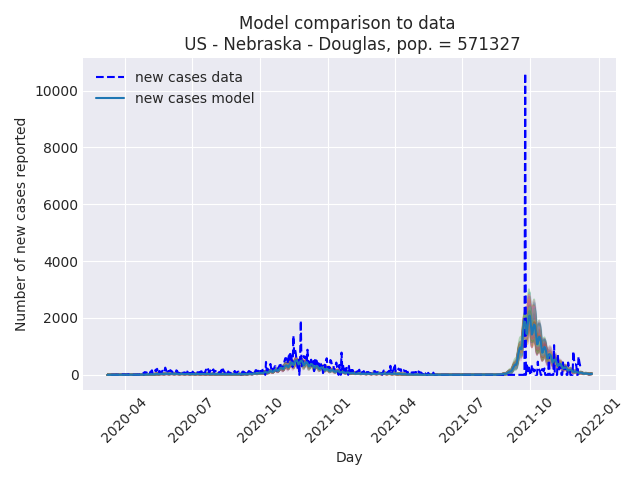 Model comparison to data
US - Nebraska - Douglas, pop. = 571327
new cases data
new cases model
Number of new cases reported
10000
8000
6000
4000
2000
0
2020-04
2020-07
2020-10
2021-01
2021-04
2021-07
2021-10
2022-01
Day